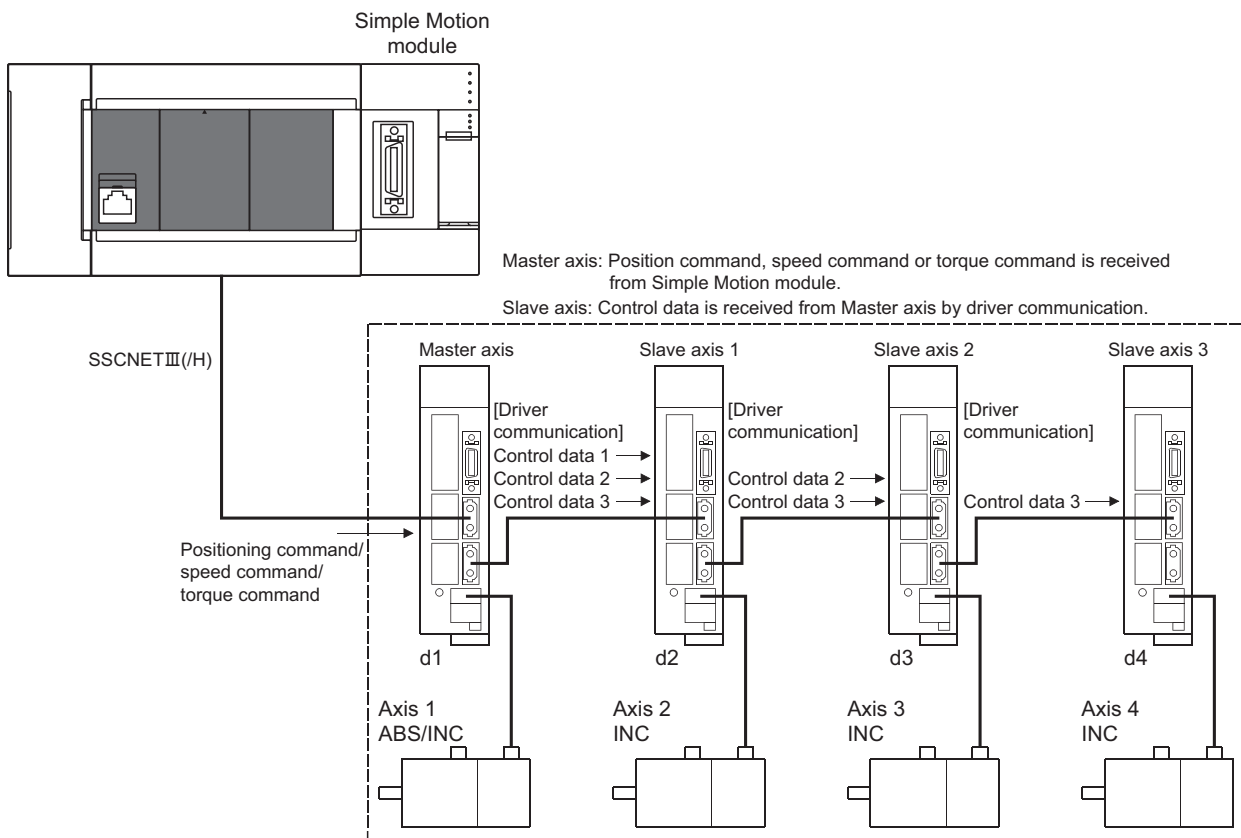 Simple Motion
module
Master axis: Position command, speed command or torque command is received
from Simple Motion module.
Slave axis: Control data is received from Master axis by driver communication.
SSCNETⅢ(/H)
Master axis
Slave axis 1
Slave axis 2
Slave axis 3
[Driver
communication]
Control data 1
Control data 2
Control data 3
[Driver
communication]
Control data 2
Control data 3
[Driver
communication]
Control data 3
Positioning command/
speed command/
torque command
d1
d2
d3
d4
Axis 1
ABS/INC
Axis 2
INC
Axis 3
INC
Axis 4
INC